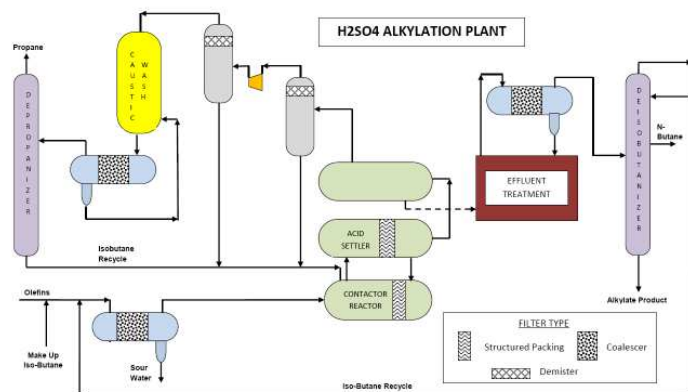 H2SO4 ALKYLATION PLANT
Propane
DEPROPANIZER
CAUSTIC
WASH
Isobutane
Recycle
Olefins
Make Up
Iso-Butane
Sour
Water
ACID
SETTLER
CONTACTOR
REACTOR
EFFLUENT
TREATMENT
DEISOBUTANIZER
N-
Butane
Alkylate Product
FILTER TYPE
Structured Packing
Coalescer
Demister
Iso-Butane Recycle